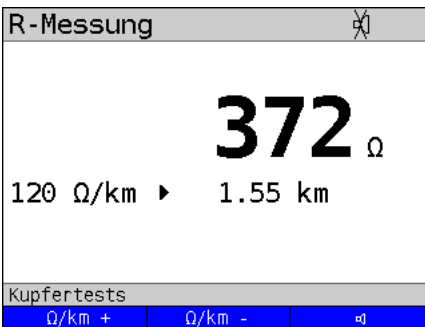 R-Messung
372 Ω
120 Ω/km ▶ 1.55 km
Kupfertests
Ω/km + Ω/km -